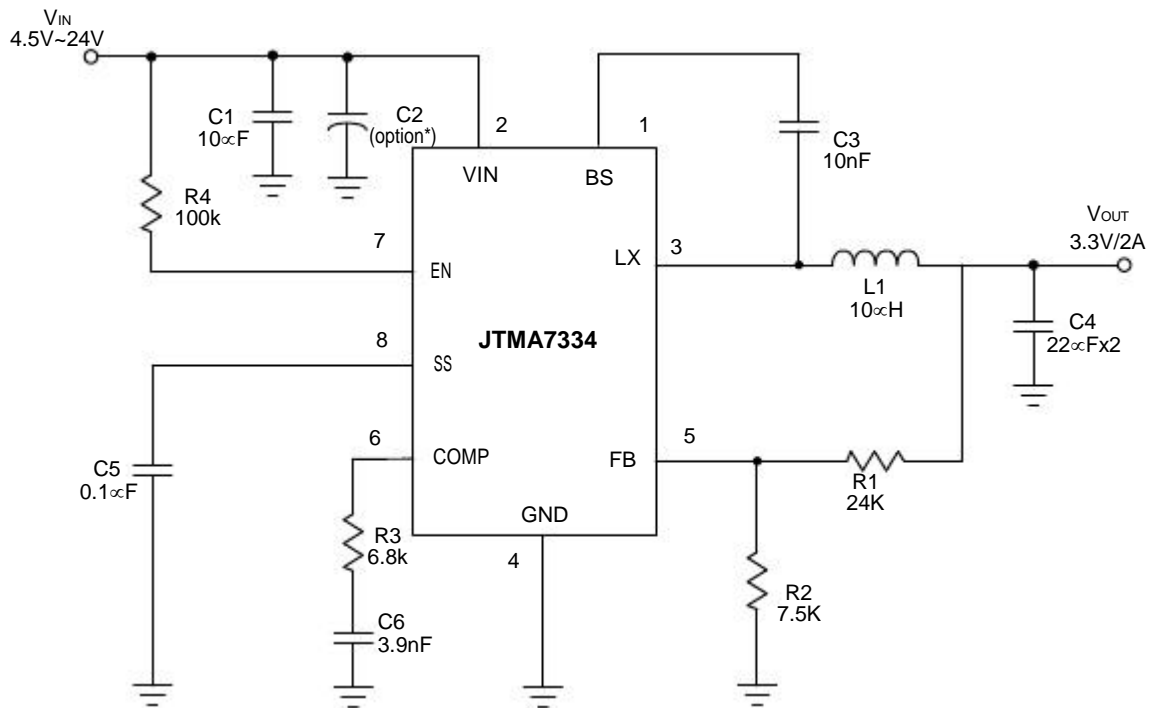 VIN
4.5V~24V
C1
10∝F
C2
(option*)
2
1
C3
10nF
VIN
BS
R4
100k
7
EN
LX
3
VOUT
3.3V/2A
L1
10∝H
C4
22∝Fx2
JTMA7334
8
SS
6
COMP
FB
5
R1
24K
C5
0.1∝F
R3
6.8k
GND
4
R2
7.5K
C6
3.9nF